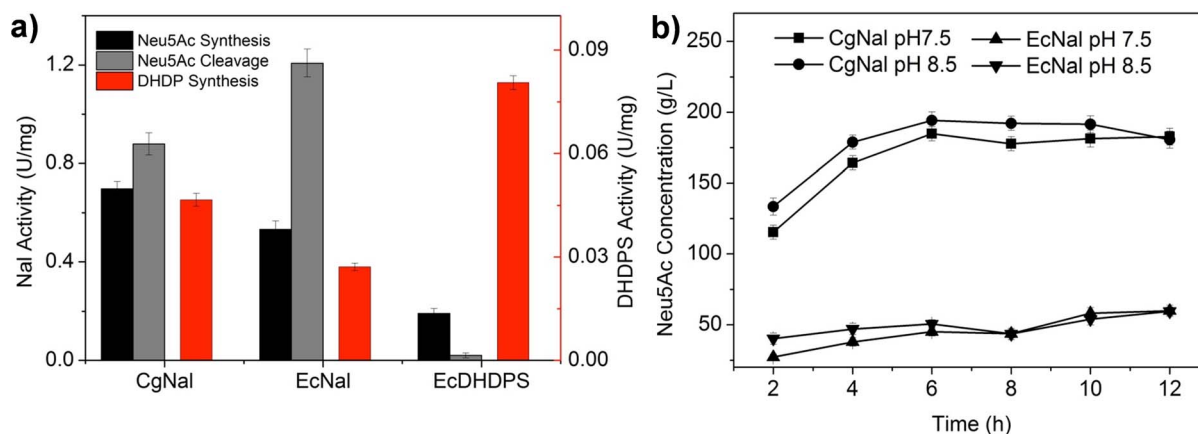 a)
Neu5Ac Synthesis
Neu5Ac Cleavage
DHDP Synthesis
Nal Activity (U/mg)
1.2
0.8
0.4
0.0
CgNal
EcNal
EcDHDPS
0.09
0.06
0.03
0.00
DHDPS Activity (U/mg)
b)
CgNal pH7.5
EcNal pH 7.5
CgNal pH 8.5
EcNal pH 8.5
Neu5Ac Concentration (g/L)
250
200
150
100
50
0
2
4
6
8
10
12
Time (h)